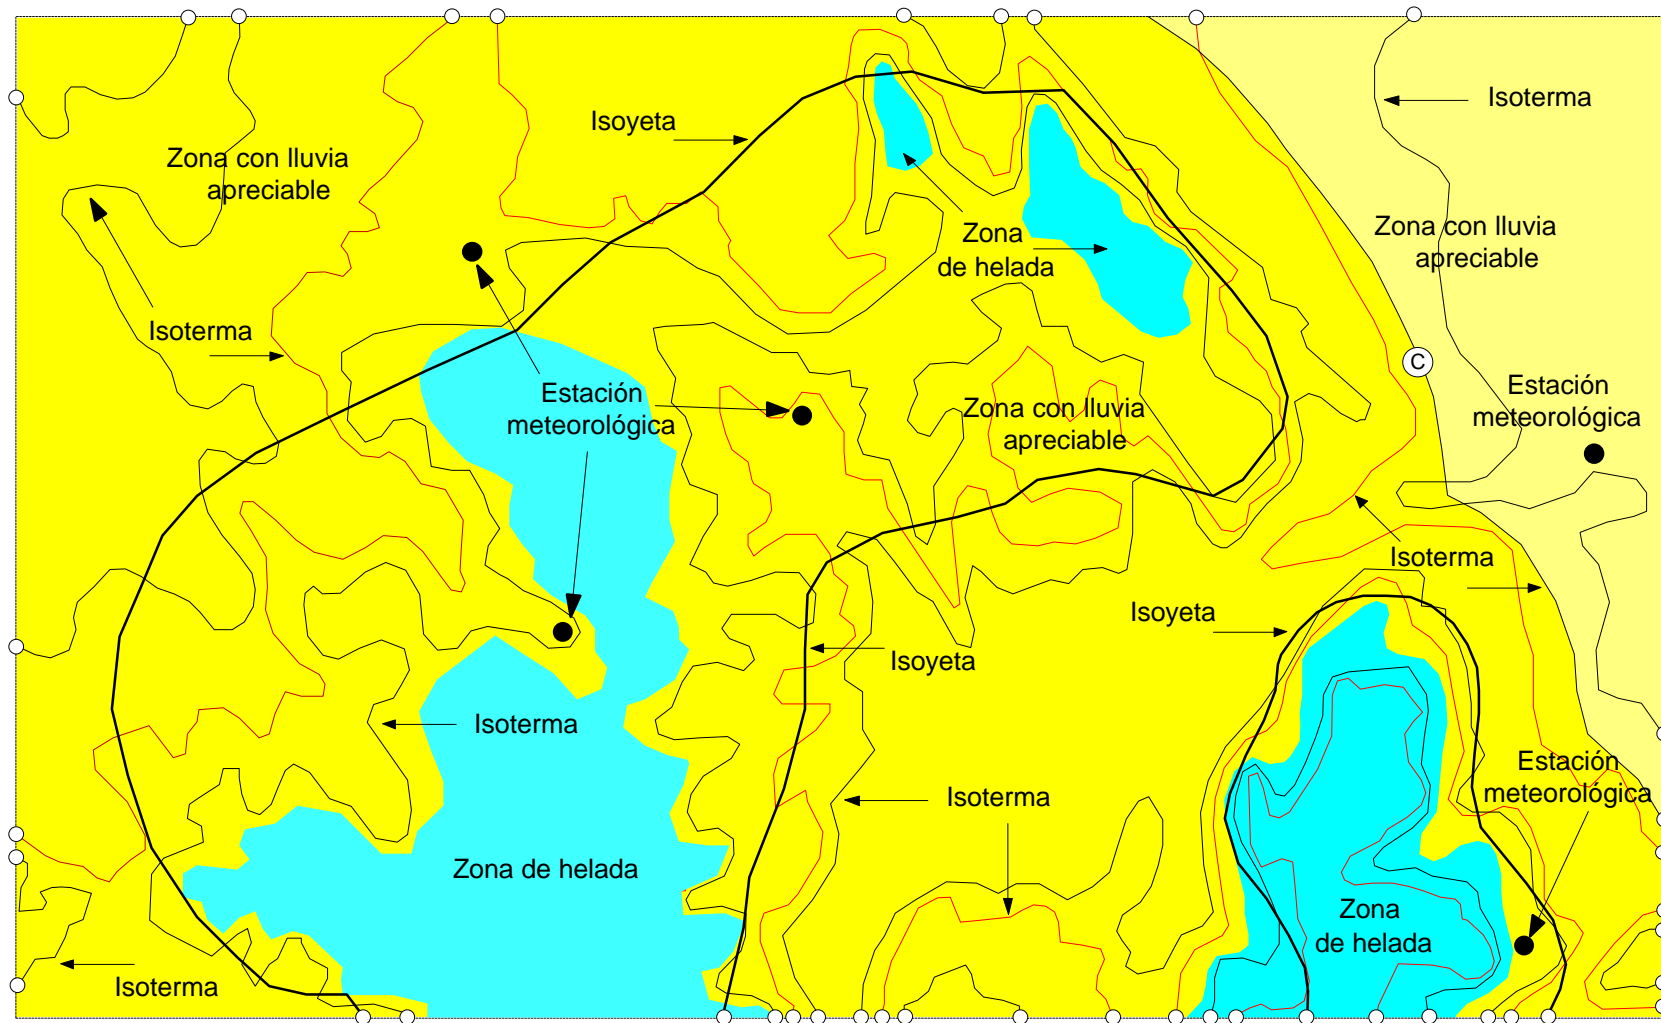 Isoterma
Isoyeta
Zona con lluvia
apreciable
Zona con lluvia
apreciable
Zona
de helada
Isoterma
C
Estación
meteorológica
Estación
meteorológica
Zona con lluvia
apreciable
Isoterma
Isoyeta
Isoyeta
Isoterma
Estación
meteorológica
Isoterma
Zona de helada
Zona
de helada
Isoterma